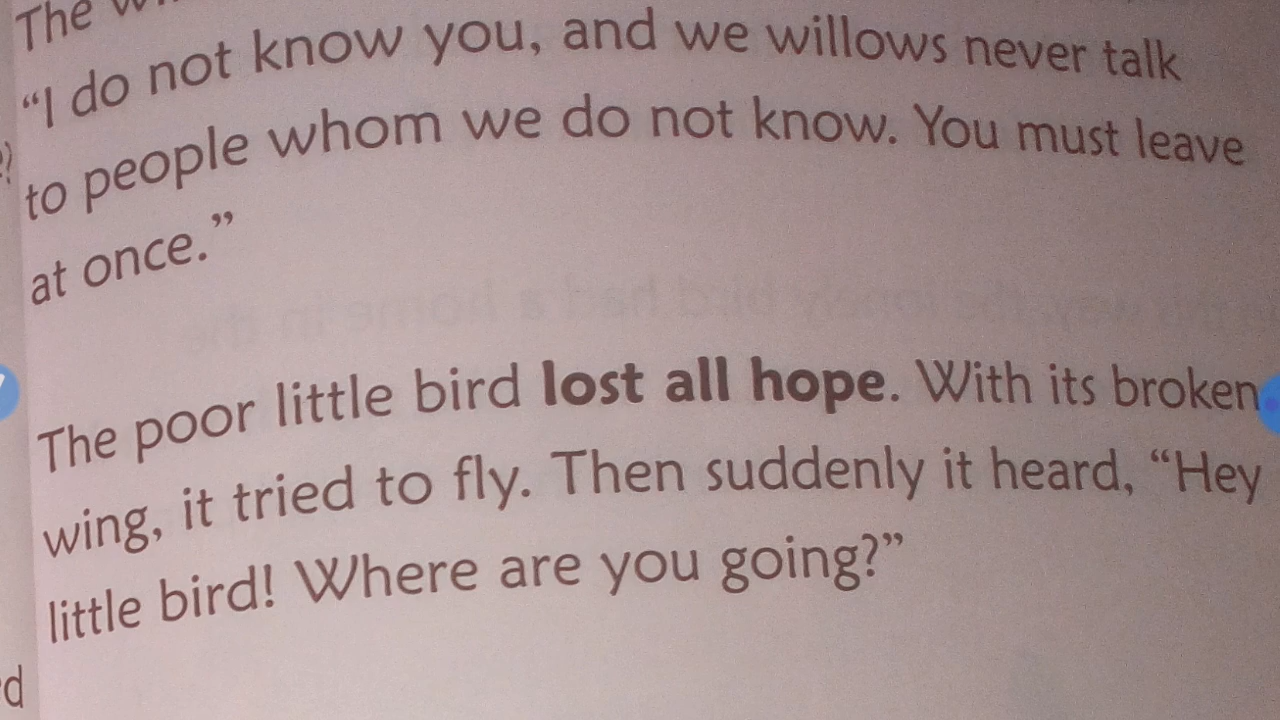 The
“I do not know you, and we willows never talk
to people whom we do not know. You must leave
at once.”
The poor little bird lost all hope. With its broken
wing, it tried to fly. Then suddenly it heard, “Hey
little bird! Where are you going?”